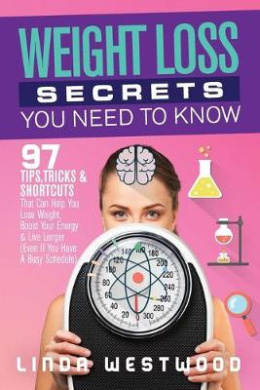 WEIGHT LOSS
SECRETS
YOU NEED TO KNOW
97
TIPS, TRICKS &
SHORTCUTS
That Can Help You
Lose Weight,
Boost Your Energy
& Live Longer
(Even If You Have
A Busy Schedule)
LINDA WESTWOOD